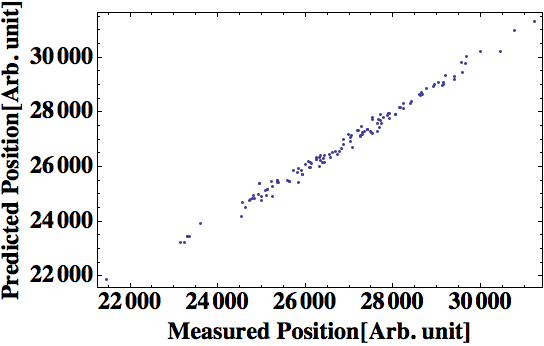 Predicted Position[Arb. unit]
30000
28000
26000
24000
22000
22000 24000 26000 28000 30000
Measured Position[Arb. unit]